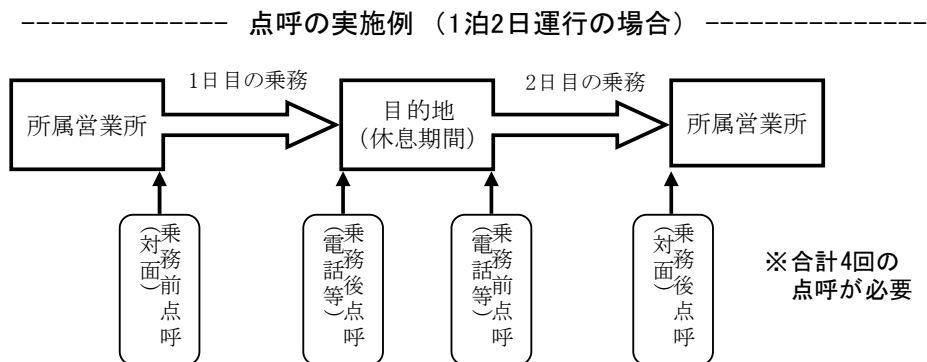 点呼の実施例 （1泊2日運行の場合）
1日目の乗務
2日目の乗務
所属営業所
目的地
（休息期間）
所属営業所
乗務前点呼
（対面）
乗務後点呼
（電話等）
乗務前点呼
（電話等）
乗務後点呼
（対面）
※合計4回の
点呼が必要